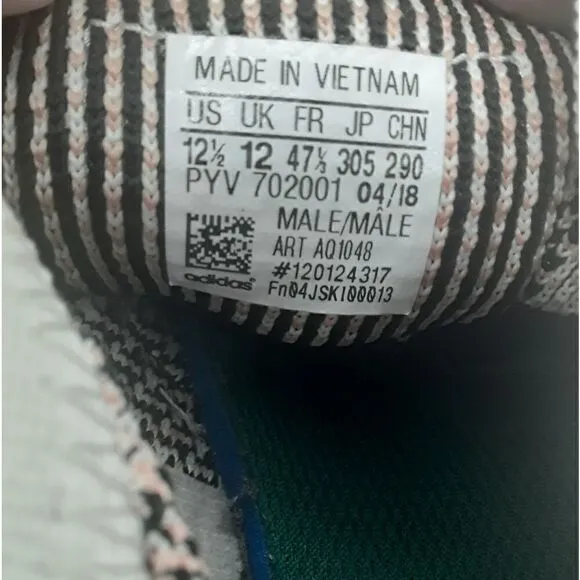 MADE IN VIETNAM
US UK FR JP CHN
12½ 12 47⅓ 305 290
PYV 702001 04/18
MALE/MÂLE
ART AQ1048
#120124317
adidas Fn04JSKI00013